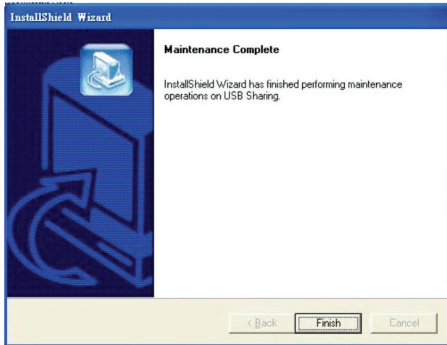 InstallShield Wizard
Maintenance Complete
InstallShield Wizard has finished performing maintenance
operations on USB Sharing.
< Back
Finish
Cancel